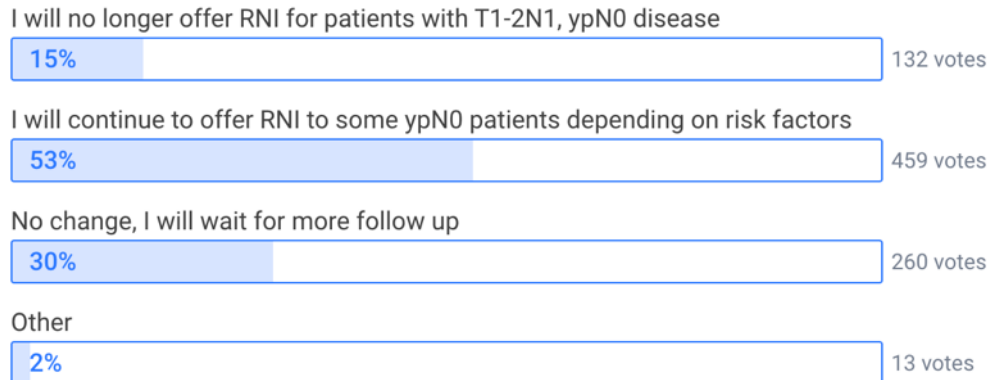 I will no longer offer RNI for patients with T1-2N1, ypN0 disease
15% 132 votes
I will continue to offer RNI to some ypN0 patients depending on risk factors
53% 459 votes
No change, I will wait for more follow up
30% 260 votes
Other
2% 13 votes